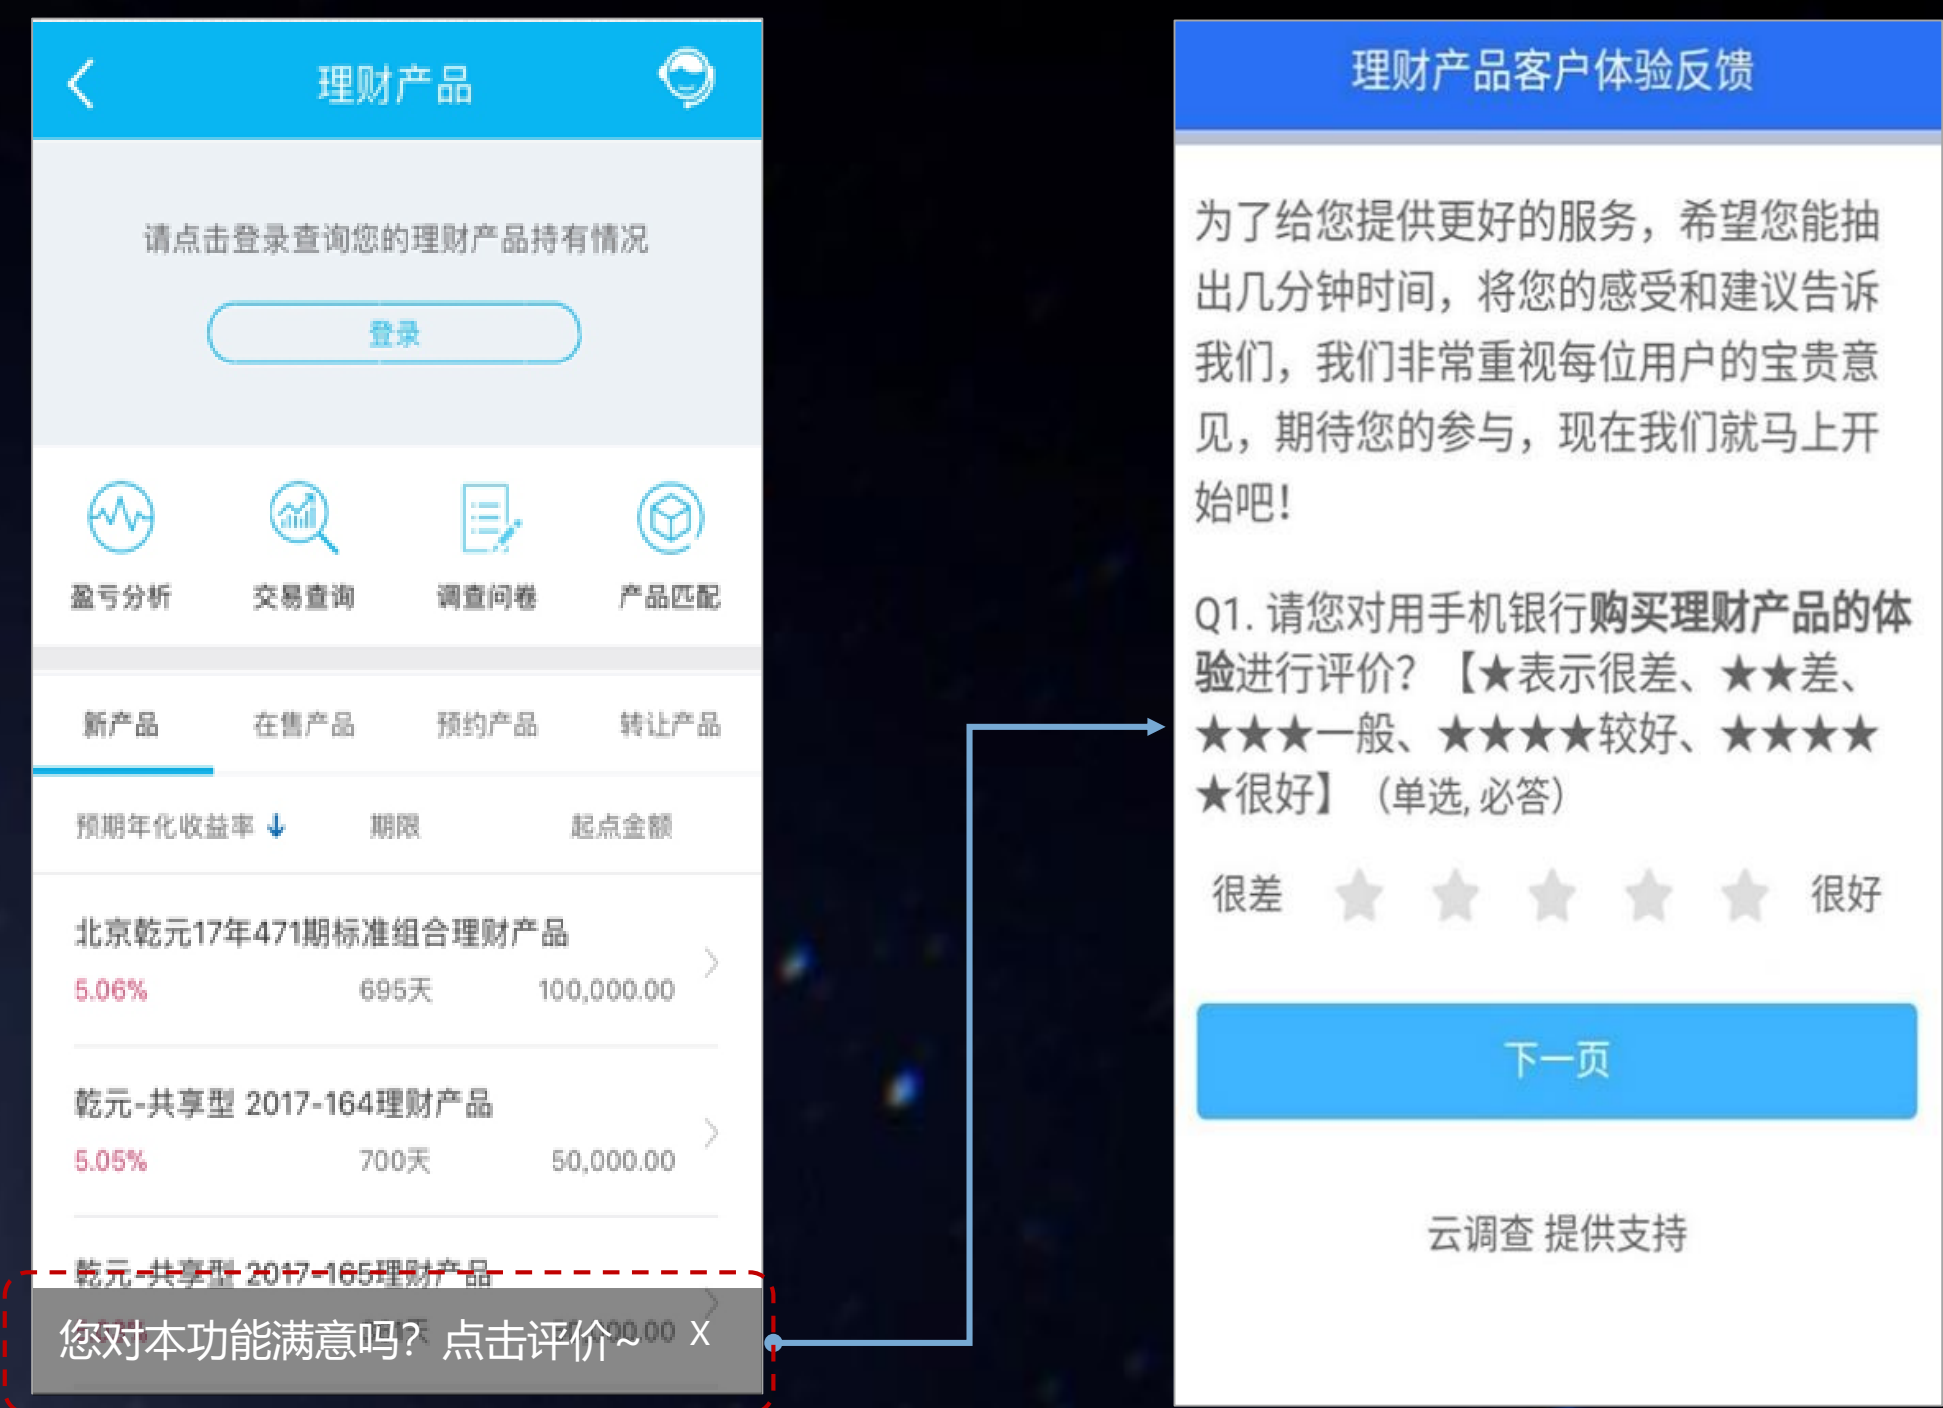 理财产品
请点击登录查询您的理财产品持有情况
登录
盈亏分析 交易查询 调查问卷 产品匹配
新产品 在售产品 预约产品 转让产品
预期年化收益率 期限 起点金额
北京乾元17年471期标准组合理财产品
5.06% 695天 100,000.00
乾元-共享型 2017-164理财产品
5.05% 700天 50,000.00
乾元-共享型 2017-165理财产品
您对本功能满意吗？点击评价~ X
理财产品客户体验反馈
为了给您提供更好的服务，希望您能抽
出几分钟时间，将您的感受和建议告诉
我们，我们非常重视每位用户的宝贵意
见，期待您的参与，现在我们就马上开
始吧！
Q1. 请您对用手机银行购买理财产品的体
验进行评价？【★表示很差、★★差、
★★★一般、★★★★较好、★★★★
★很好】（单选, 必答）
很差 很好
下一页
云调查 提供支持